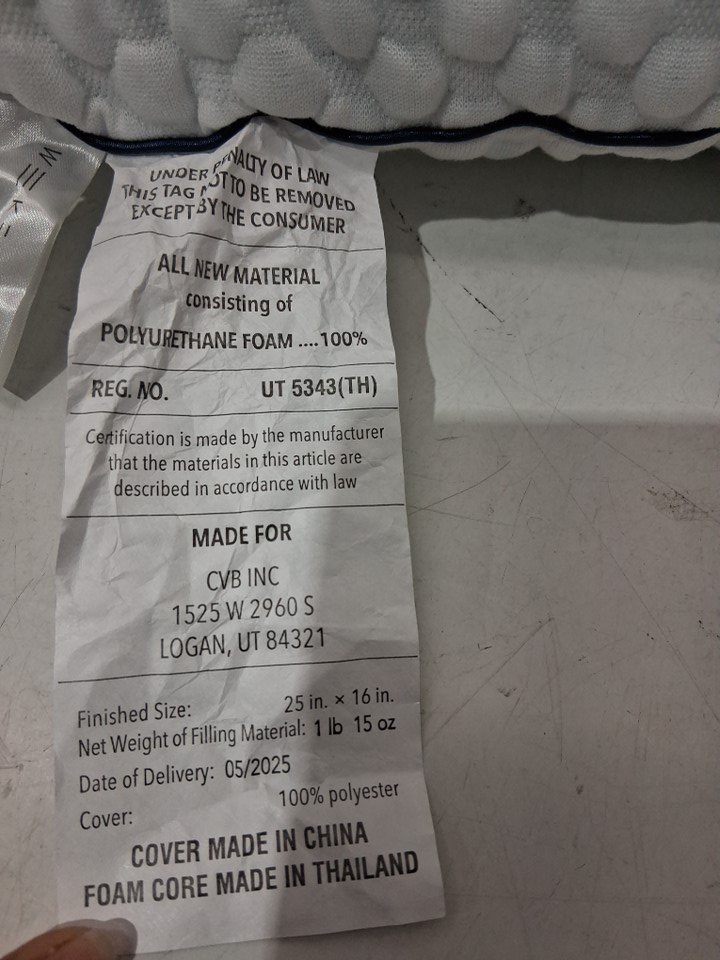 UNDER PENALTY OF LAW
THIS TAG NOT TO BE REMOVED
EXCEPT BY THE CONSUMER
ALL NEW MATERIAL
consisting of
POLYURETHANE FOAM ....100%
REG. NO. UT 5343(TH)
Certification is made by the manufacturer
that the materials in this article are
described in accordance with law
MADE FOR
CVB INC
1525 W 2960 S
LOGAN, UT 84321
Finished Size: 25 in. × 16 in.
Net Weight of Filling Material: 1 lb 15 oz
Date of Delivery: 05/2025
Cover: 100% polyester
COVER MADE IN CHINA
FOAM CORE MADE IN THAILAND